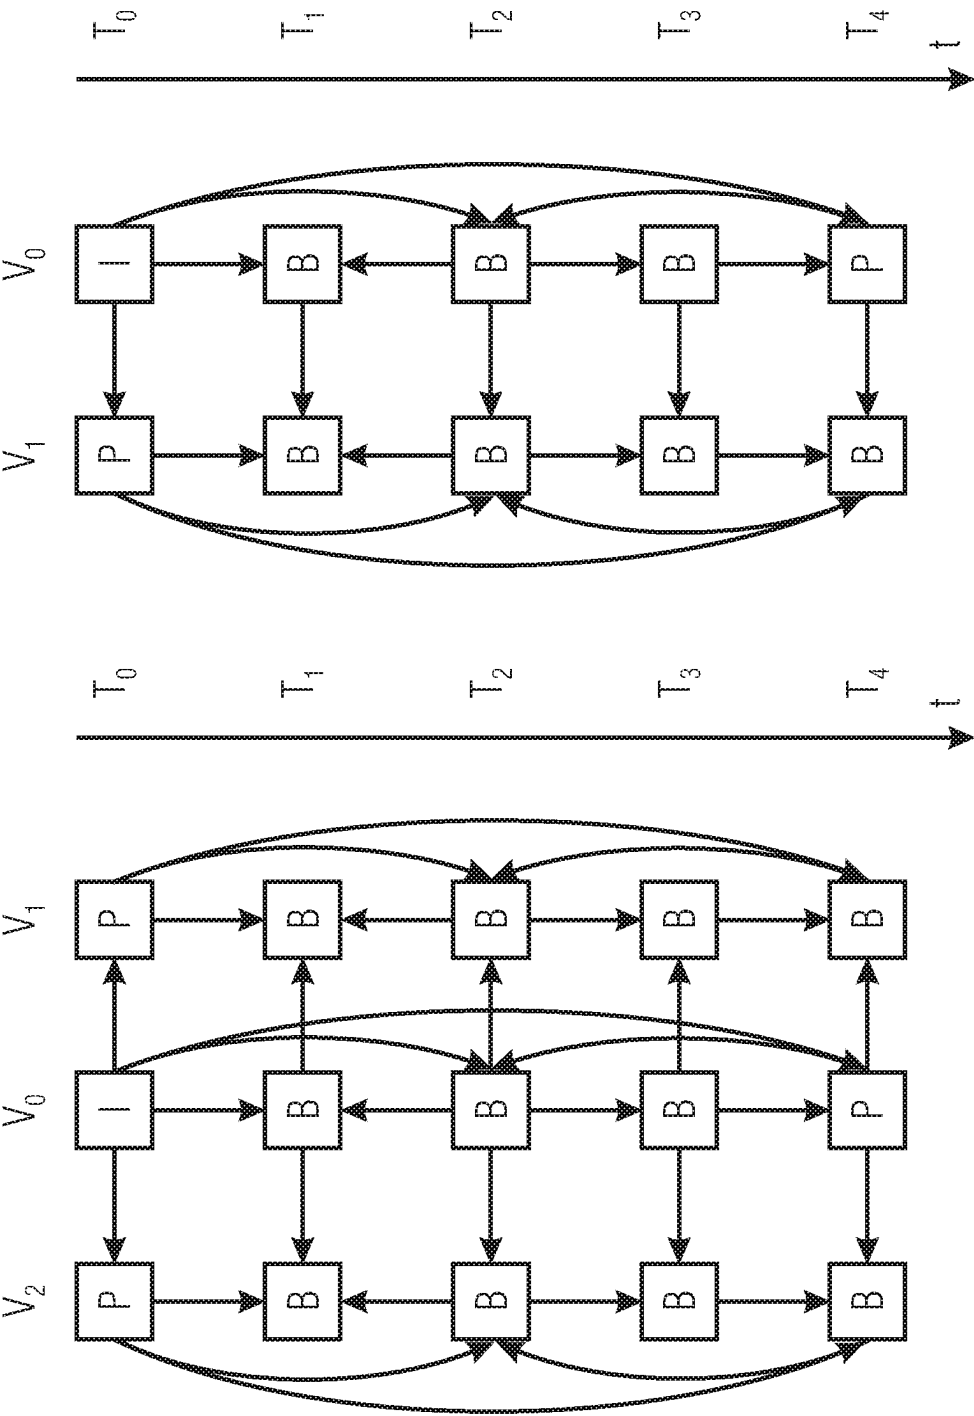 V₂ V₀ V₁ V₁ V₀
P I P T₀ P I T₀
B B B T₁ B B T₁
B B B T₂ B B T₂
B B B T₃ B B T₃
B P B T₄ B P T₄
t t